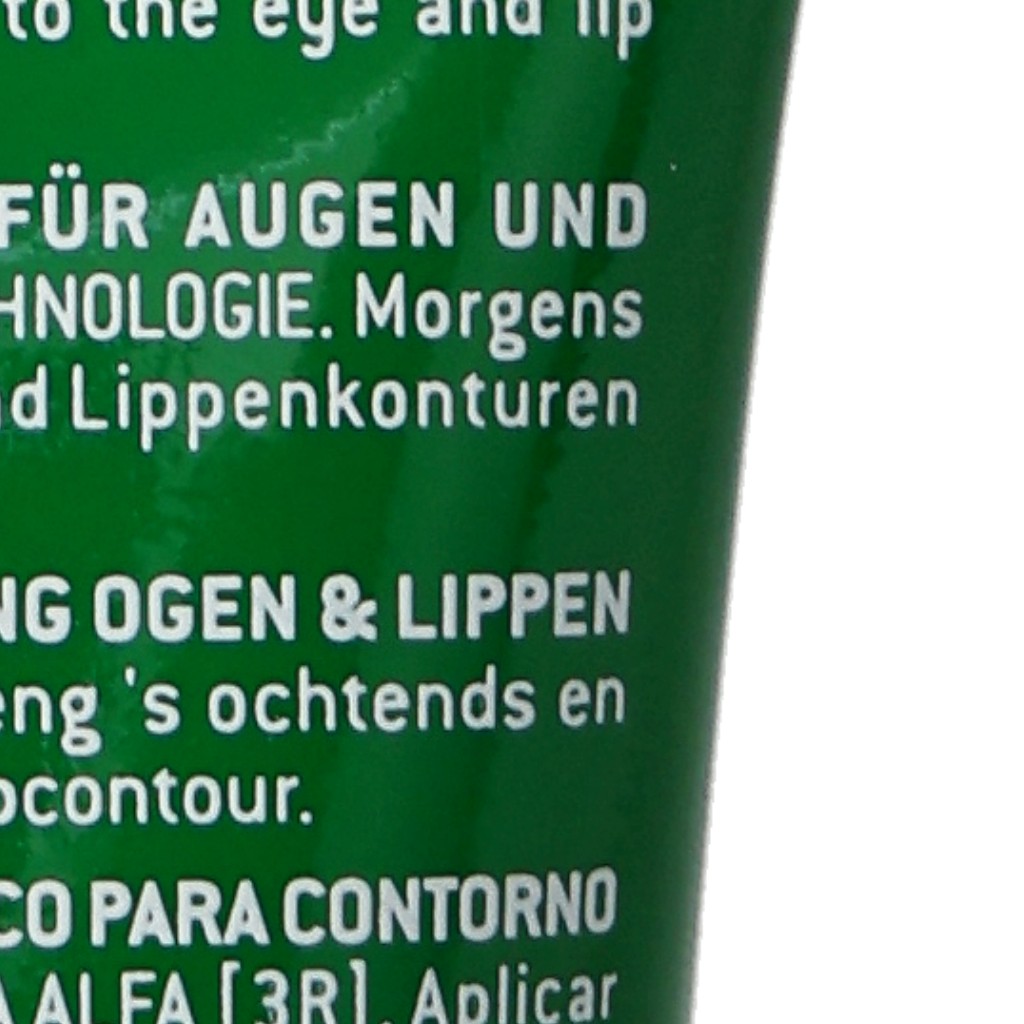 to the eye and lip
FÜR AUGEN UND
HNOLOGIE. Morgens
d Lippenkonturen
NG OGEN & LIPPEN
eng 's ochtends en
pcontour.
CO PARA CONTORNO
A ALFA [3R]. Aplicar